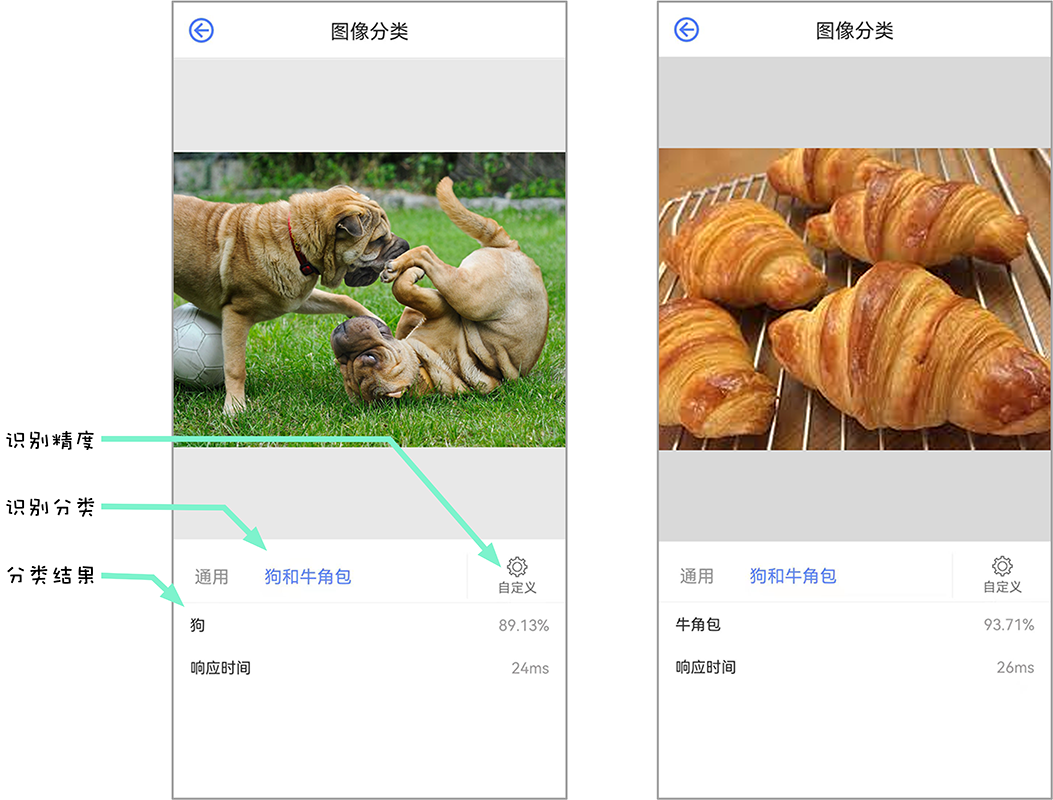 图像分类
识别精度
识别分类
分类结果
通用
狗和牛角包
自定义
狗
89.13%
响应时间
24ms
图像分类
通用
狗和牛角包
自定义
牛角包
93.71%
响应时间
26ms